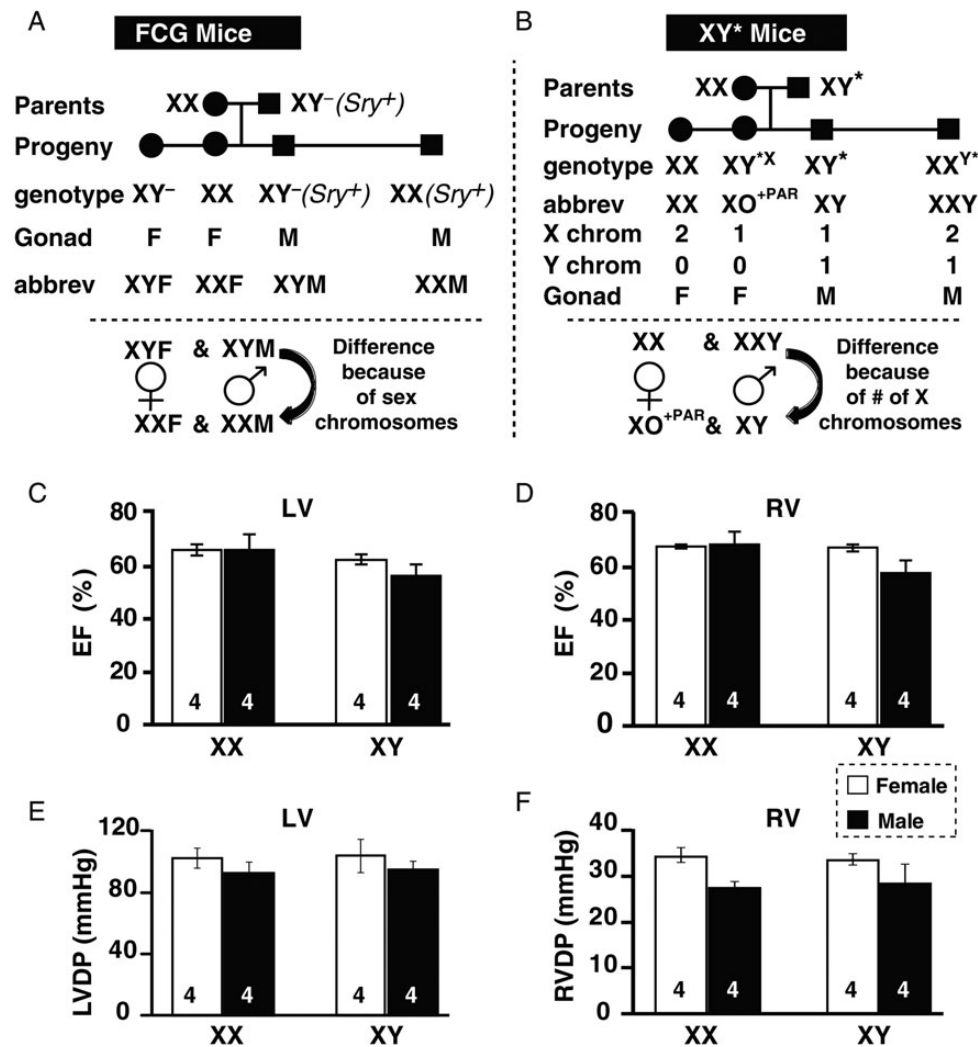 A
FCG Mice
Parents XX XY⁻(Sry⁺)
Progeny
genotype XY⁻ XX XY⁻(Sry⁺) XX(Sry⁺)
Gonad F F M M
abbrev XYF XXF XYM XXM
XYF & XYM
XXF & XXM
Difference
because
of sex
chromosomes
B
XY* Mice
Parents XX XY*
Progeny
genotype XX XY*ˣ XY* XXʸ*
abbrev XX XO⁺ᴾᴬᴿ XY XXY
X chrom 2 1 1 2
Y chrom 0 0 1 1
Gonad F F M M
XX & XXY
XO⁺ᴾᴬᴿ & XY
Difference
because
of # of X
chromosomes
C
LV
EF (%)
80
60
40
20
0
4 4 4 4
XX XY
D
RV
EF (%)
80
60
40
20
0
4 4 4 4
XX XY
Female
Male
E
LV
LVDP (mmHg)
120
80
40
0
4 4 4 4
XX XY
F
RV
RVDP (mmHg)
40
30
20
10
0
4 4 4 4
XX XY